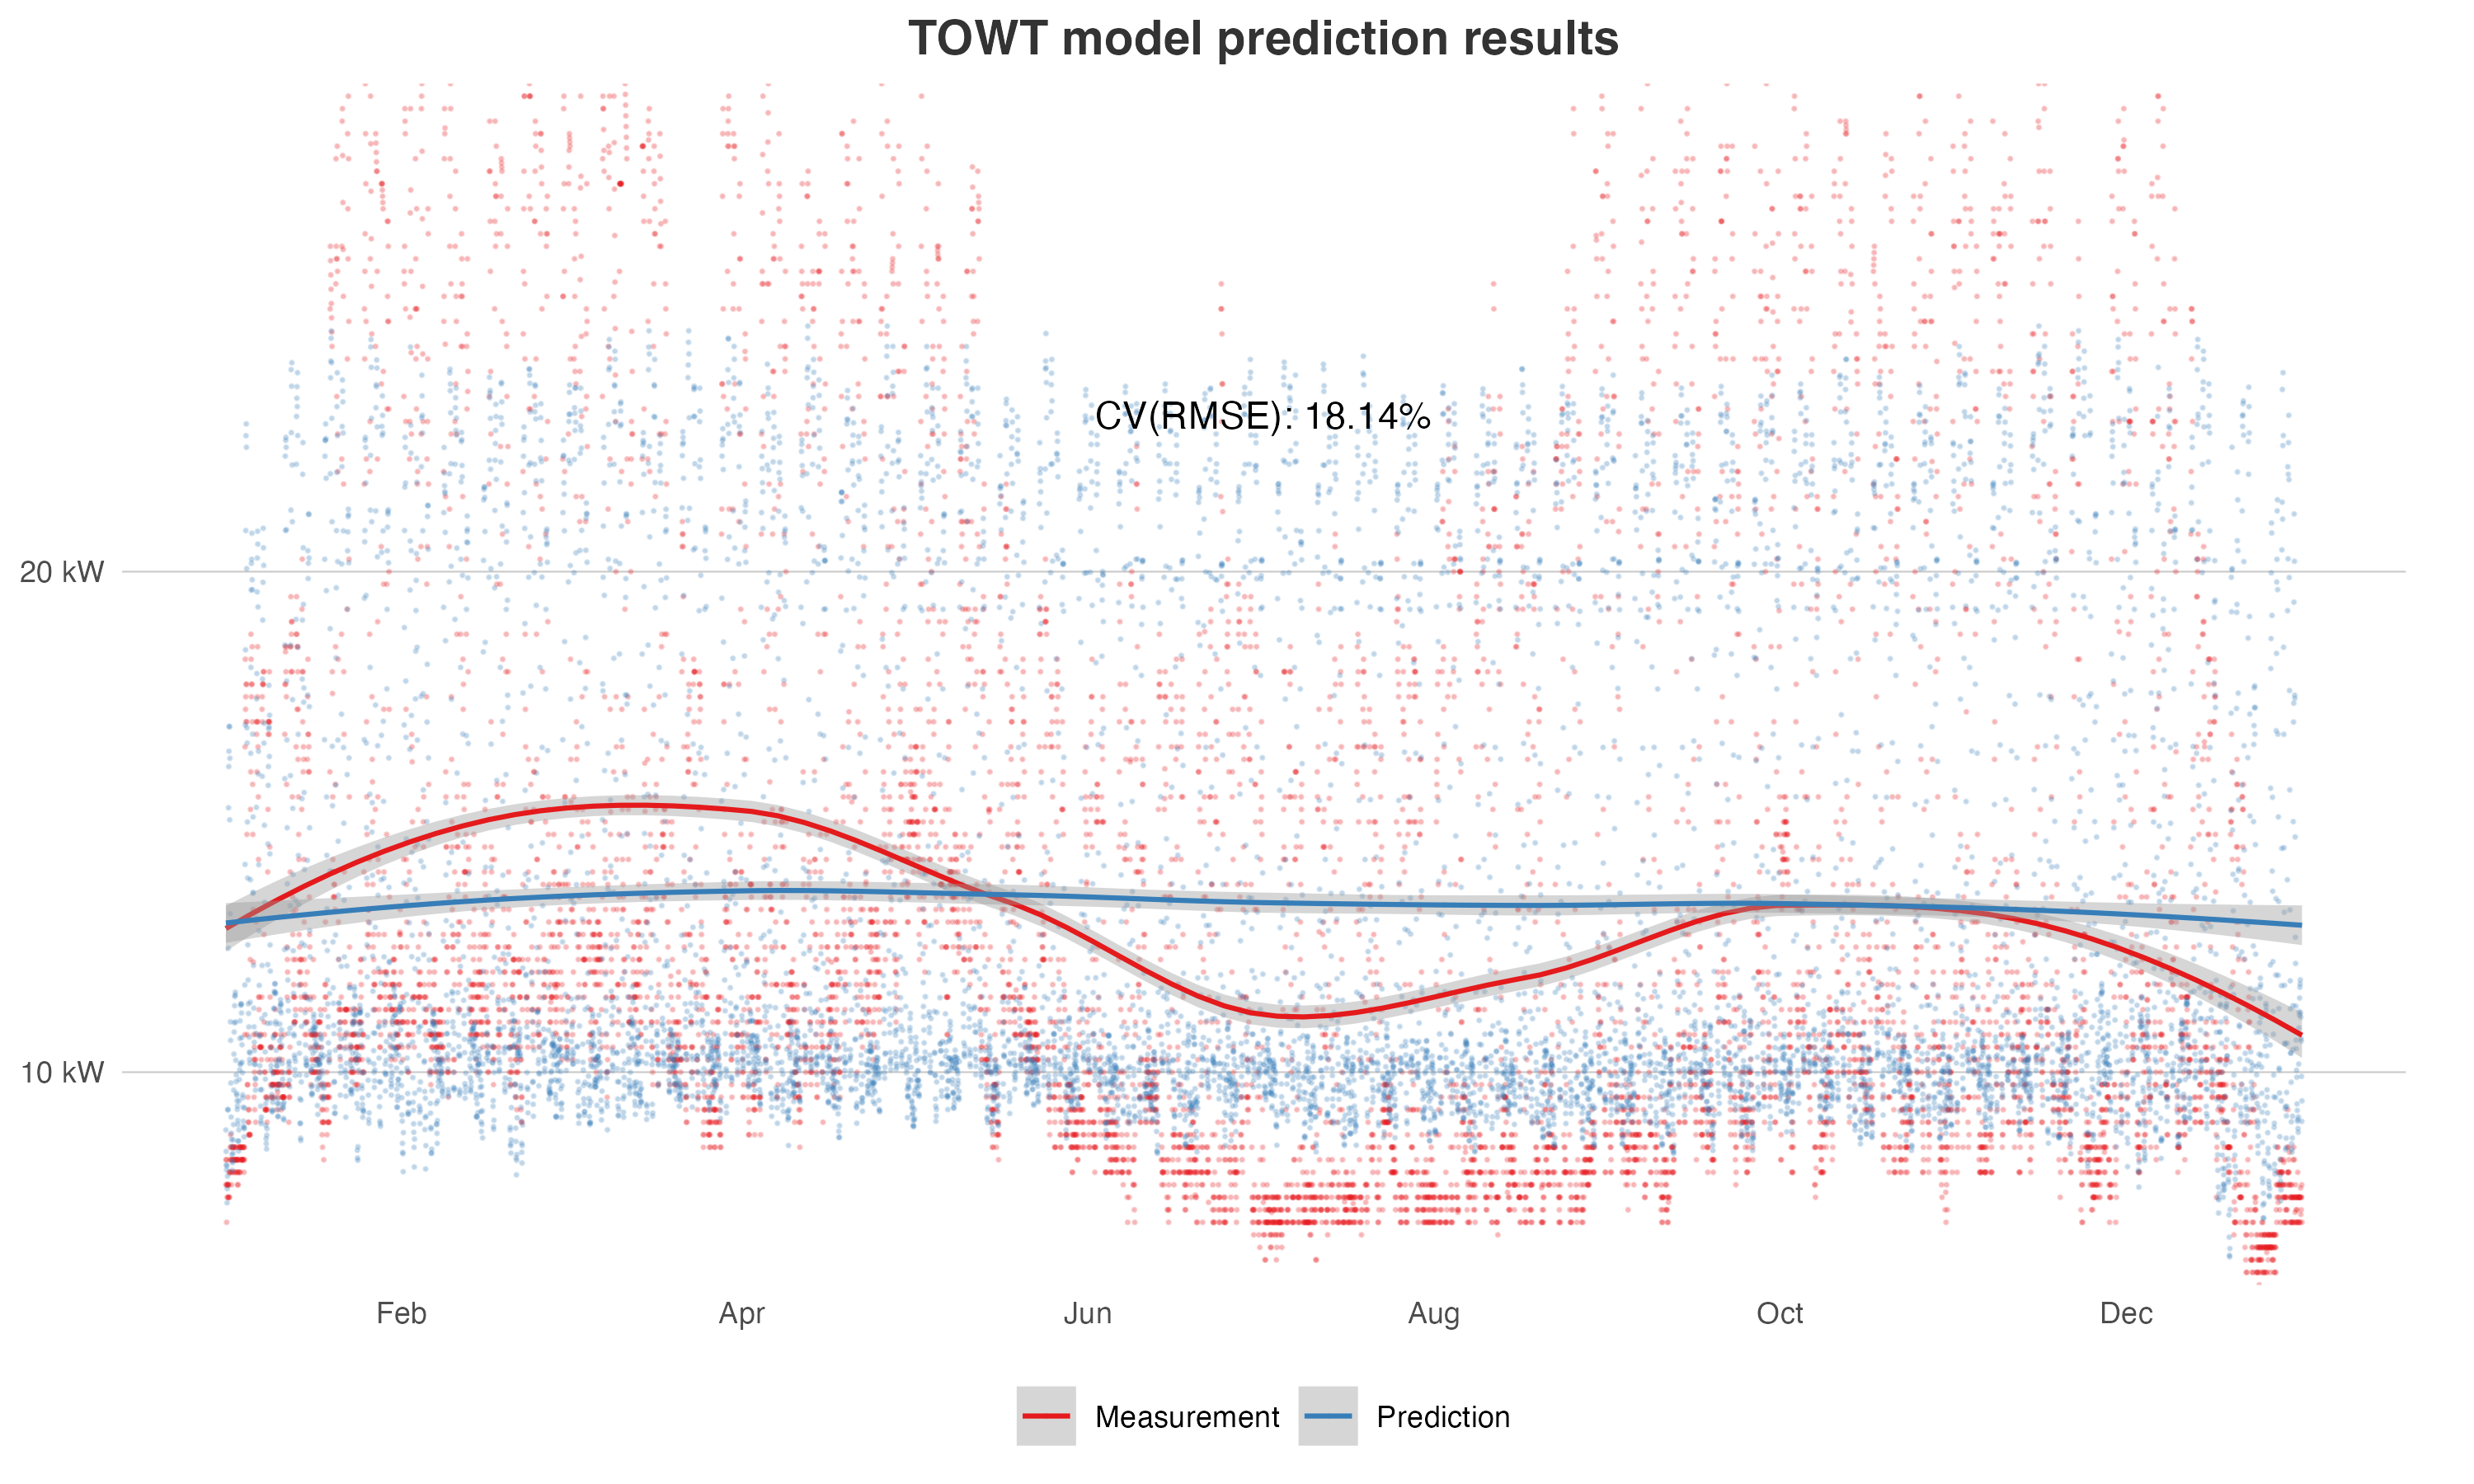 TOWT model prediction results
CV(RMSE): 18.14%
20 kW
10 kW
Feb Apr Jun Aug Oct Dec
Measurement Prediction